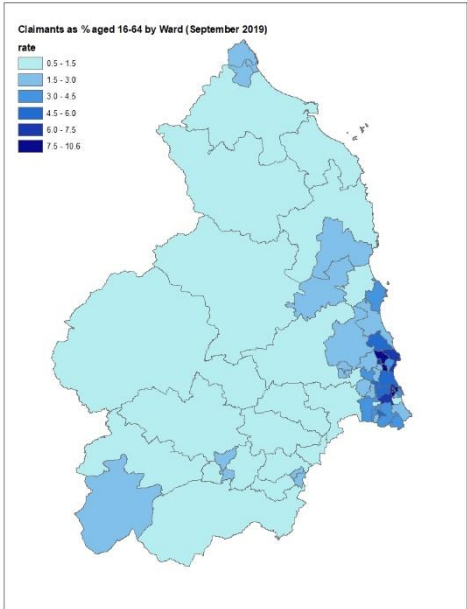 Claimants as % aged 16-64 by Ward (September 2019)
rate
0.5 - 1.5
1.5 - 3.0
3.0 - 4.5
4.5 - 6.0
6.0 - 7.5
7.5 - 10.6